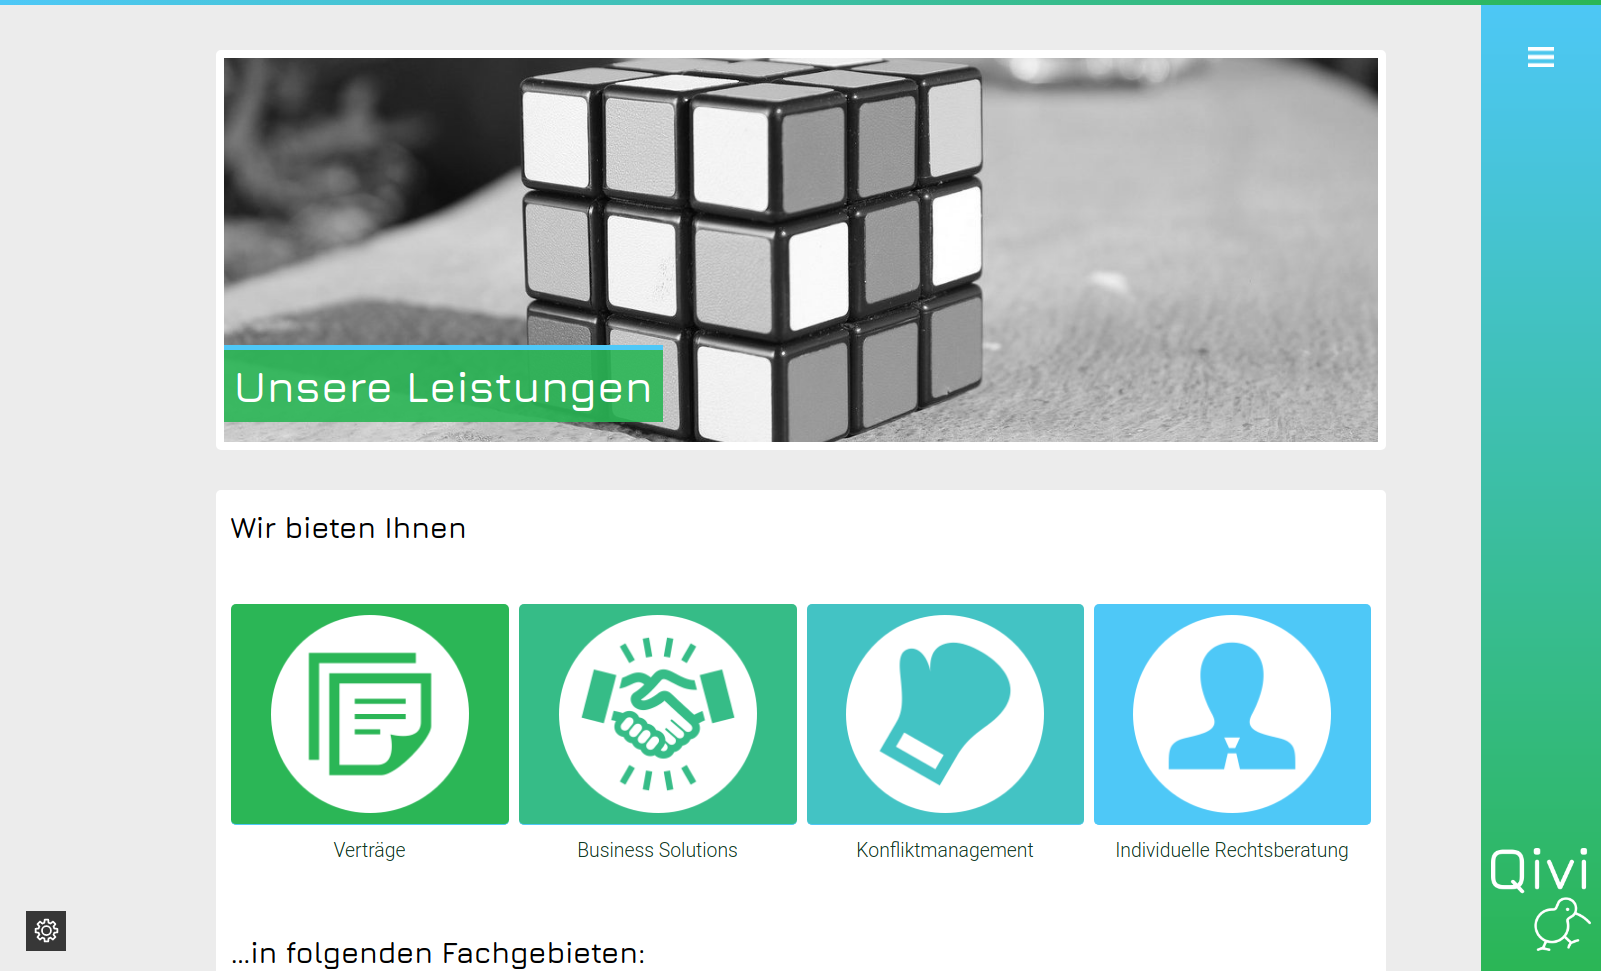 Unsere Leistungen
Wir bieten Ihnen
Verträge
Business Solutions
Konfliktmanagement
Individuelle Rechtsberatung
Qivi
...in folgenden Fachgebieten: